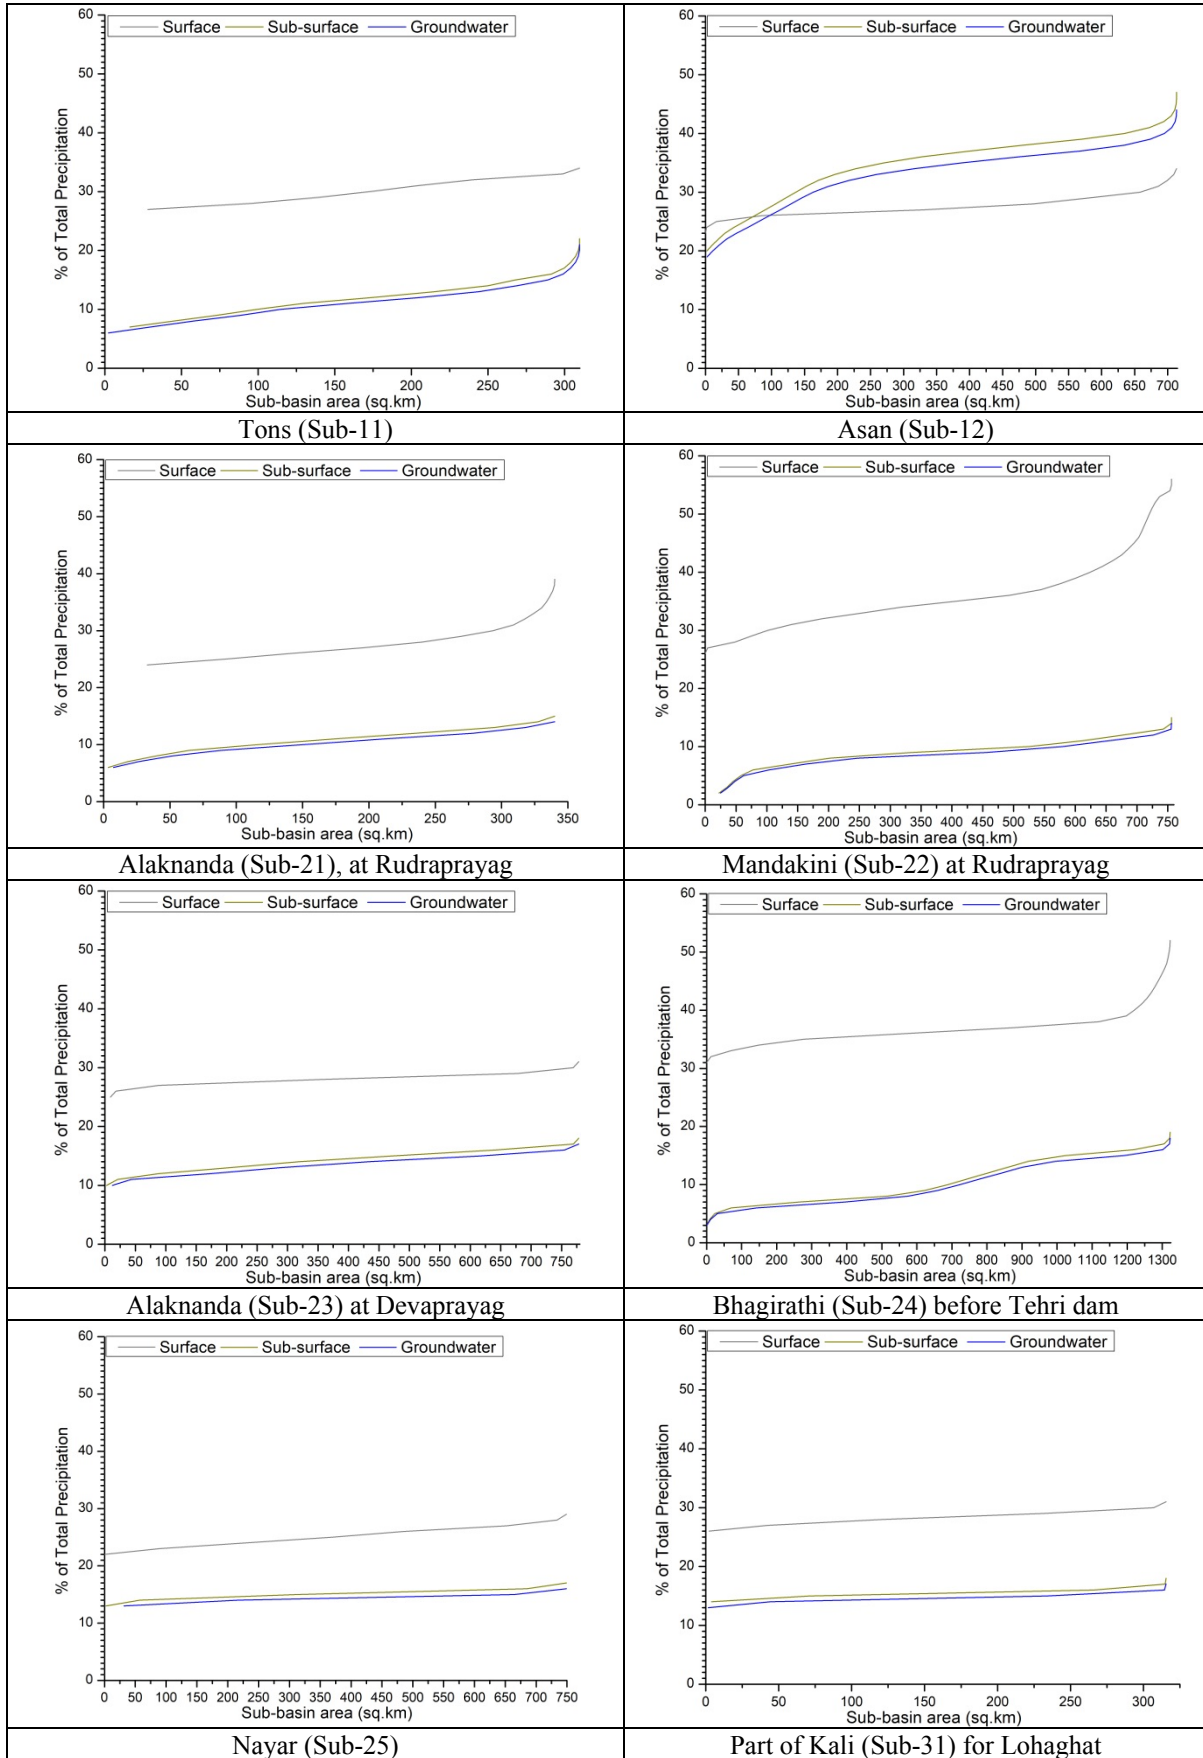 60
50
40
30
20
10
0
Surface Sub-surface Groundwater
% of Total Precipitation
0 50 100 150 200 250 300
Sub-basin area (sq.km)
Tons (Sub-11)
60
50
40
30
20
10
0
Surface Sub-surface Groundwater
% of Total Precipitation
0 50 100 150 200 250 300 350 400 450 500 550 600 650 700
Sub-basin area (sq.km)
Asan (Sub-12)
60
50
40
30
20
10
0
Surface Sub-surface Groundwater
% of Total Precipitation
0 50 100 150 200 250 300 350
Sub-basin area (sq.km)
Alaknanda (Sub-21), at Rudraprayag
60
50
40
30
20
10
0
Surface Sub-surface Groundwater
% of Total Precipitation
0 50 100 150 200 250 300 350 400 450 500 550 600 650 700 750
Sub-basin area (sq.km)
Mandakini (Sub-22) at Rudraprayag
60
50
40
30
20
10
0
Surface Sub-surface Groundwater
% of Total Precipitation
0 50 100 150 200 250 300 350 400 450 500 550 600 650 700 750
Sub-basin area (sq.km)
Alaknanda (Sub-23) at Devaprayag
60
50
40
30
20
10
0
Surface Sub-surface Groundwater
% of Total Precipitation
0 100 200 300 400 500 600 700 800 900 1000 1100 1200 1300
Sub-basin area (sq.km)
Bhagirathi (Sub-24) before Tehri dam
60
50
40
30
20
10
0
Surface Sub-surface Groundwater
% of Total Precipitation
0 50 100 150 200 250 300 350 400 450 500 550 600 650 700 750
Sub-basin area (sq.km)
Nayar (Sub-25)
60
50
40
30
20
10
0
Surface Sub-surface Groundwater
% of Total Precipitation
0 50 100 150 200 250 300
Sub-basin area (sq.km)
Part of Kali (Sub-31) for Lohaghat